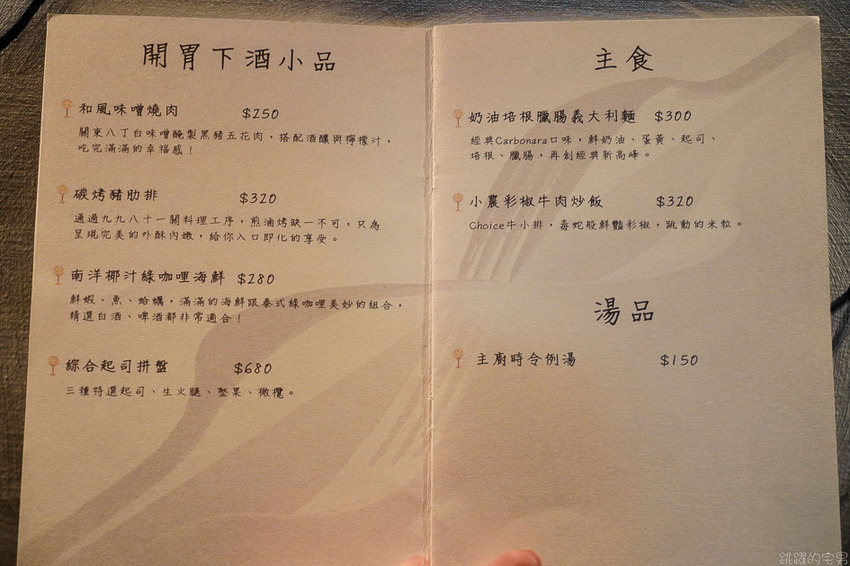 開胃下酒小品
和風味噌燒肉 $250
關東八丁白味噌醃製黑豬五花肉，搭配酒釀與檸檬汁，
吃完滿滿的幸福感！
碳烤豬肋排 $320
通過九九八十一關料理工序，煎滷烤缺一不可，只為
呈現完美的外酥內嫩，給你入口即化的享受。
南洋椰汁綠咖哩海鮮 $280
鮮蝦、魚、蛤蠣，滿滿的海鮮跟泰式綠咖哩美妙的組合，
精選白酒、啤酒都非常適合！
綜合起司拼盤 $680
三種特選起司、生火腿、堅果、橄欖。
主食
奶油培根臘腸義大利麵 $300
經典Carbonara口味，鮮奶油、蛋黃、起司、
培根、臘腸，再創經典新高峰。
小農彩椒牛肉炒飯 $320
Choice牛小排，毒蛇般鮮豔彩椒，跳動的米粒。
湯品
主廚時令例湯 $150
跳躍的宅男